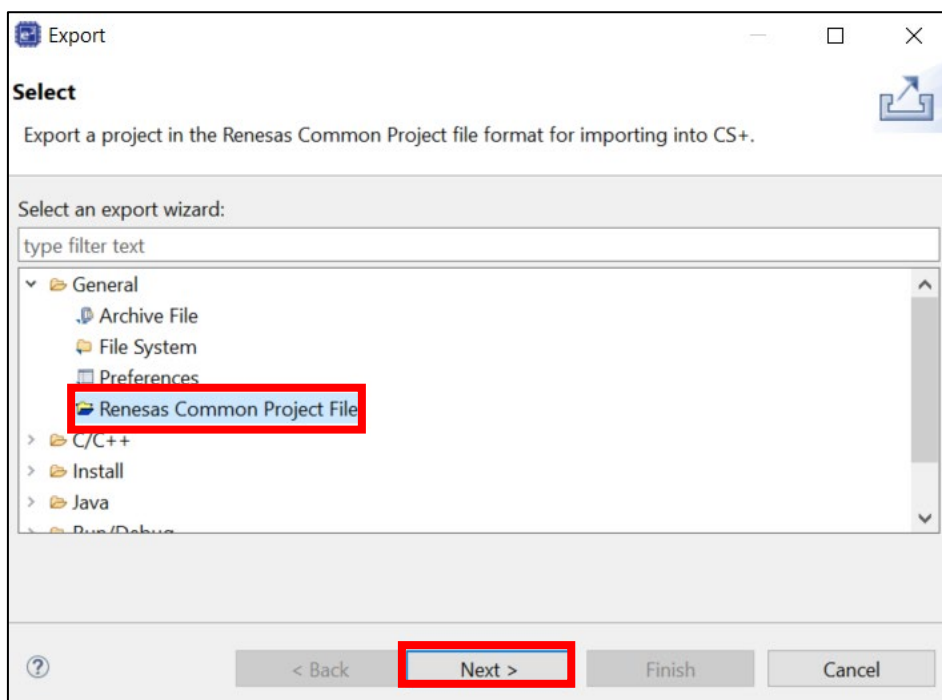 Export
Select
Export a project in the Renesas Common Project file format for importing into CS+.
Select an export wizard:
type filter text
General
Archive File
File System
Preferences
Renesas Common Project File
C/C++
Install
Java
Run/Debug
< Back Next > Finish Cancel